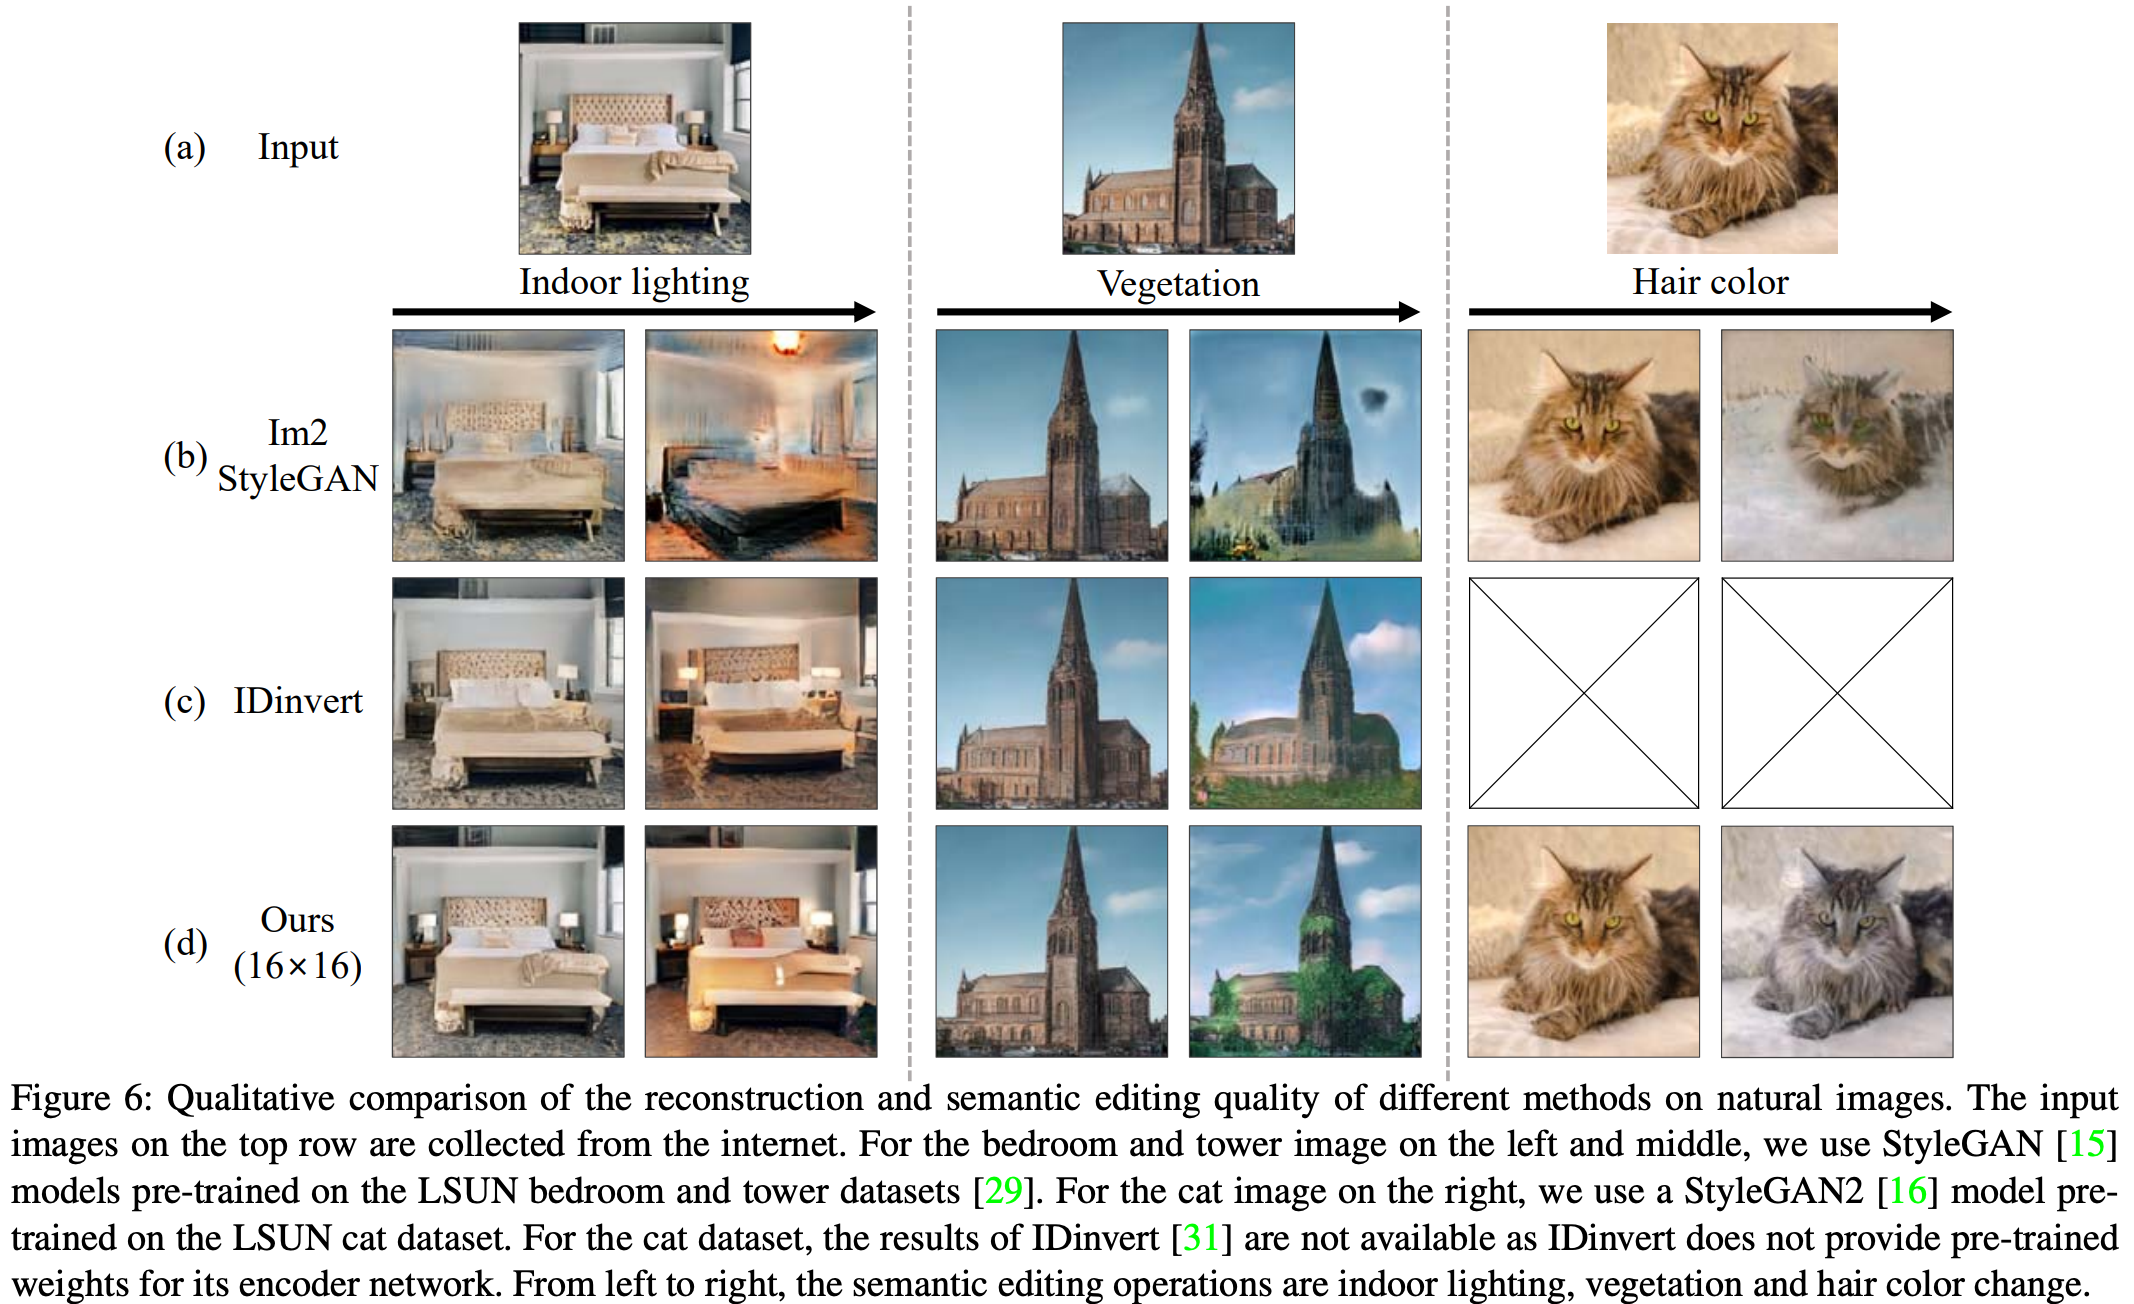 (a) Input
Indoor lighting
Vegetation
Hair color
(b) Im2
StyleGAN
(c) IDinvert
(d) Ours
(16×16)
Figure 6: Qualitative comparison of the reconstruction and semantic editing quality of different methods on natural images. The input
images on the top row are collected from the internet. For the bedroom and tower image on the left and middle, we use StyleGAN [15]
models pre-trained on the LSUN bedroom and tower datasets [29]. For the cat image on the right, we use a StyleGAN2 [16] model pre-
trained on the LSUN cat dataset. For the cat dataset, the results of IDinvert [31] are not available as IDinvert does not provide pre-trained
weights for its encoder network. From left to right, the semantic editing operations are indoor lighting, vegetation and hair color change.